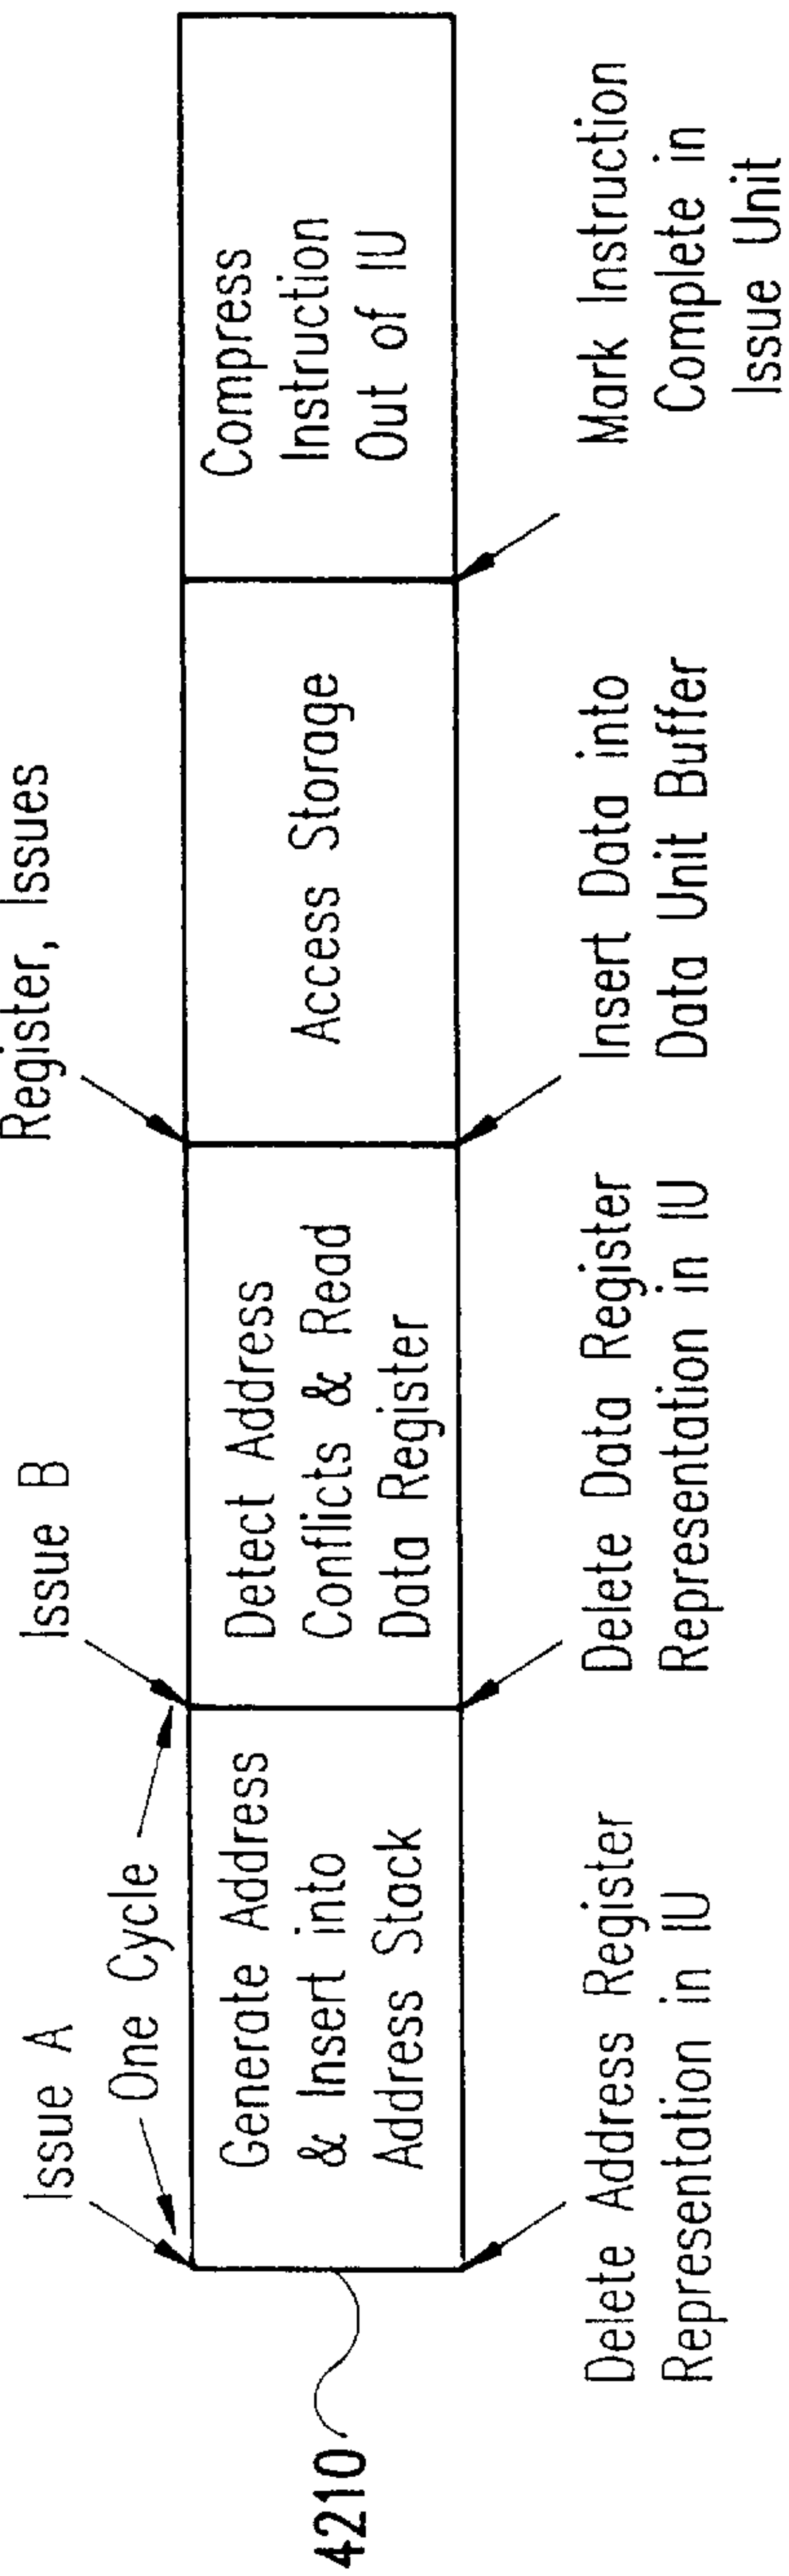 Register, Issues
Issue A
One Cycle
Issue B
Generate Address
& Insert into
Address Stack
Detect Address
Conflicts & Read
Data Register
Access Storage
Compress
Instruction
Out of IU
4210
Delete Address Register
Representation in IU
Delete Data Register
Representation in IU
Insert Data into
Data Unit Buffer
Mark Instruction
Complete in
Issue Unit